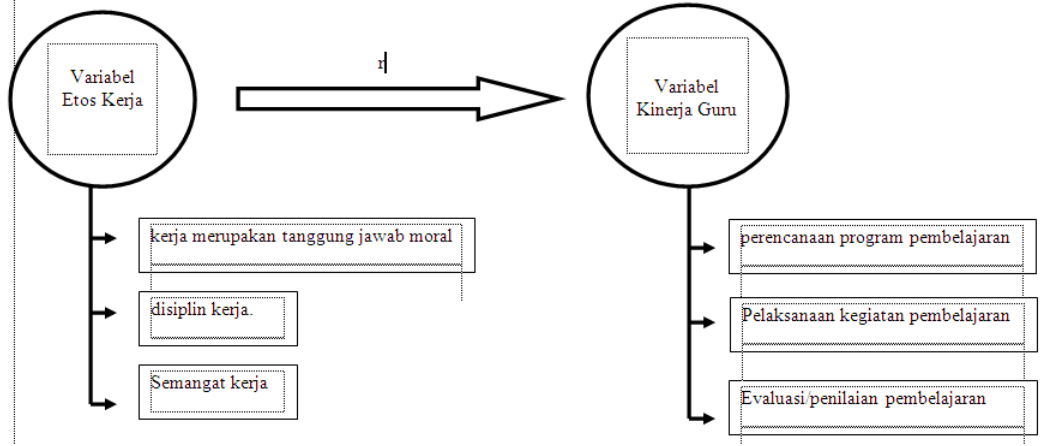 Variabel
Etos Kerja
r
Variabel
Kinerja Guru
kerja merupakan tanggung jawab moral
disiplin kerja.
Semangat kerja
perencanaan program pembelajaran
Pelaksanaan kegiatan pembelajaran
Evaluasi/penilaian pembelajaran